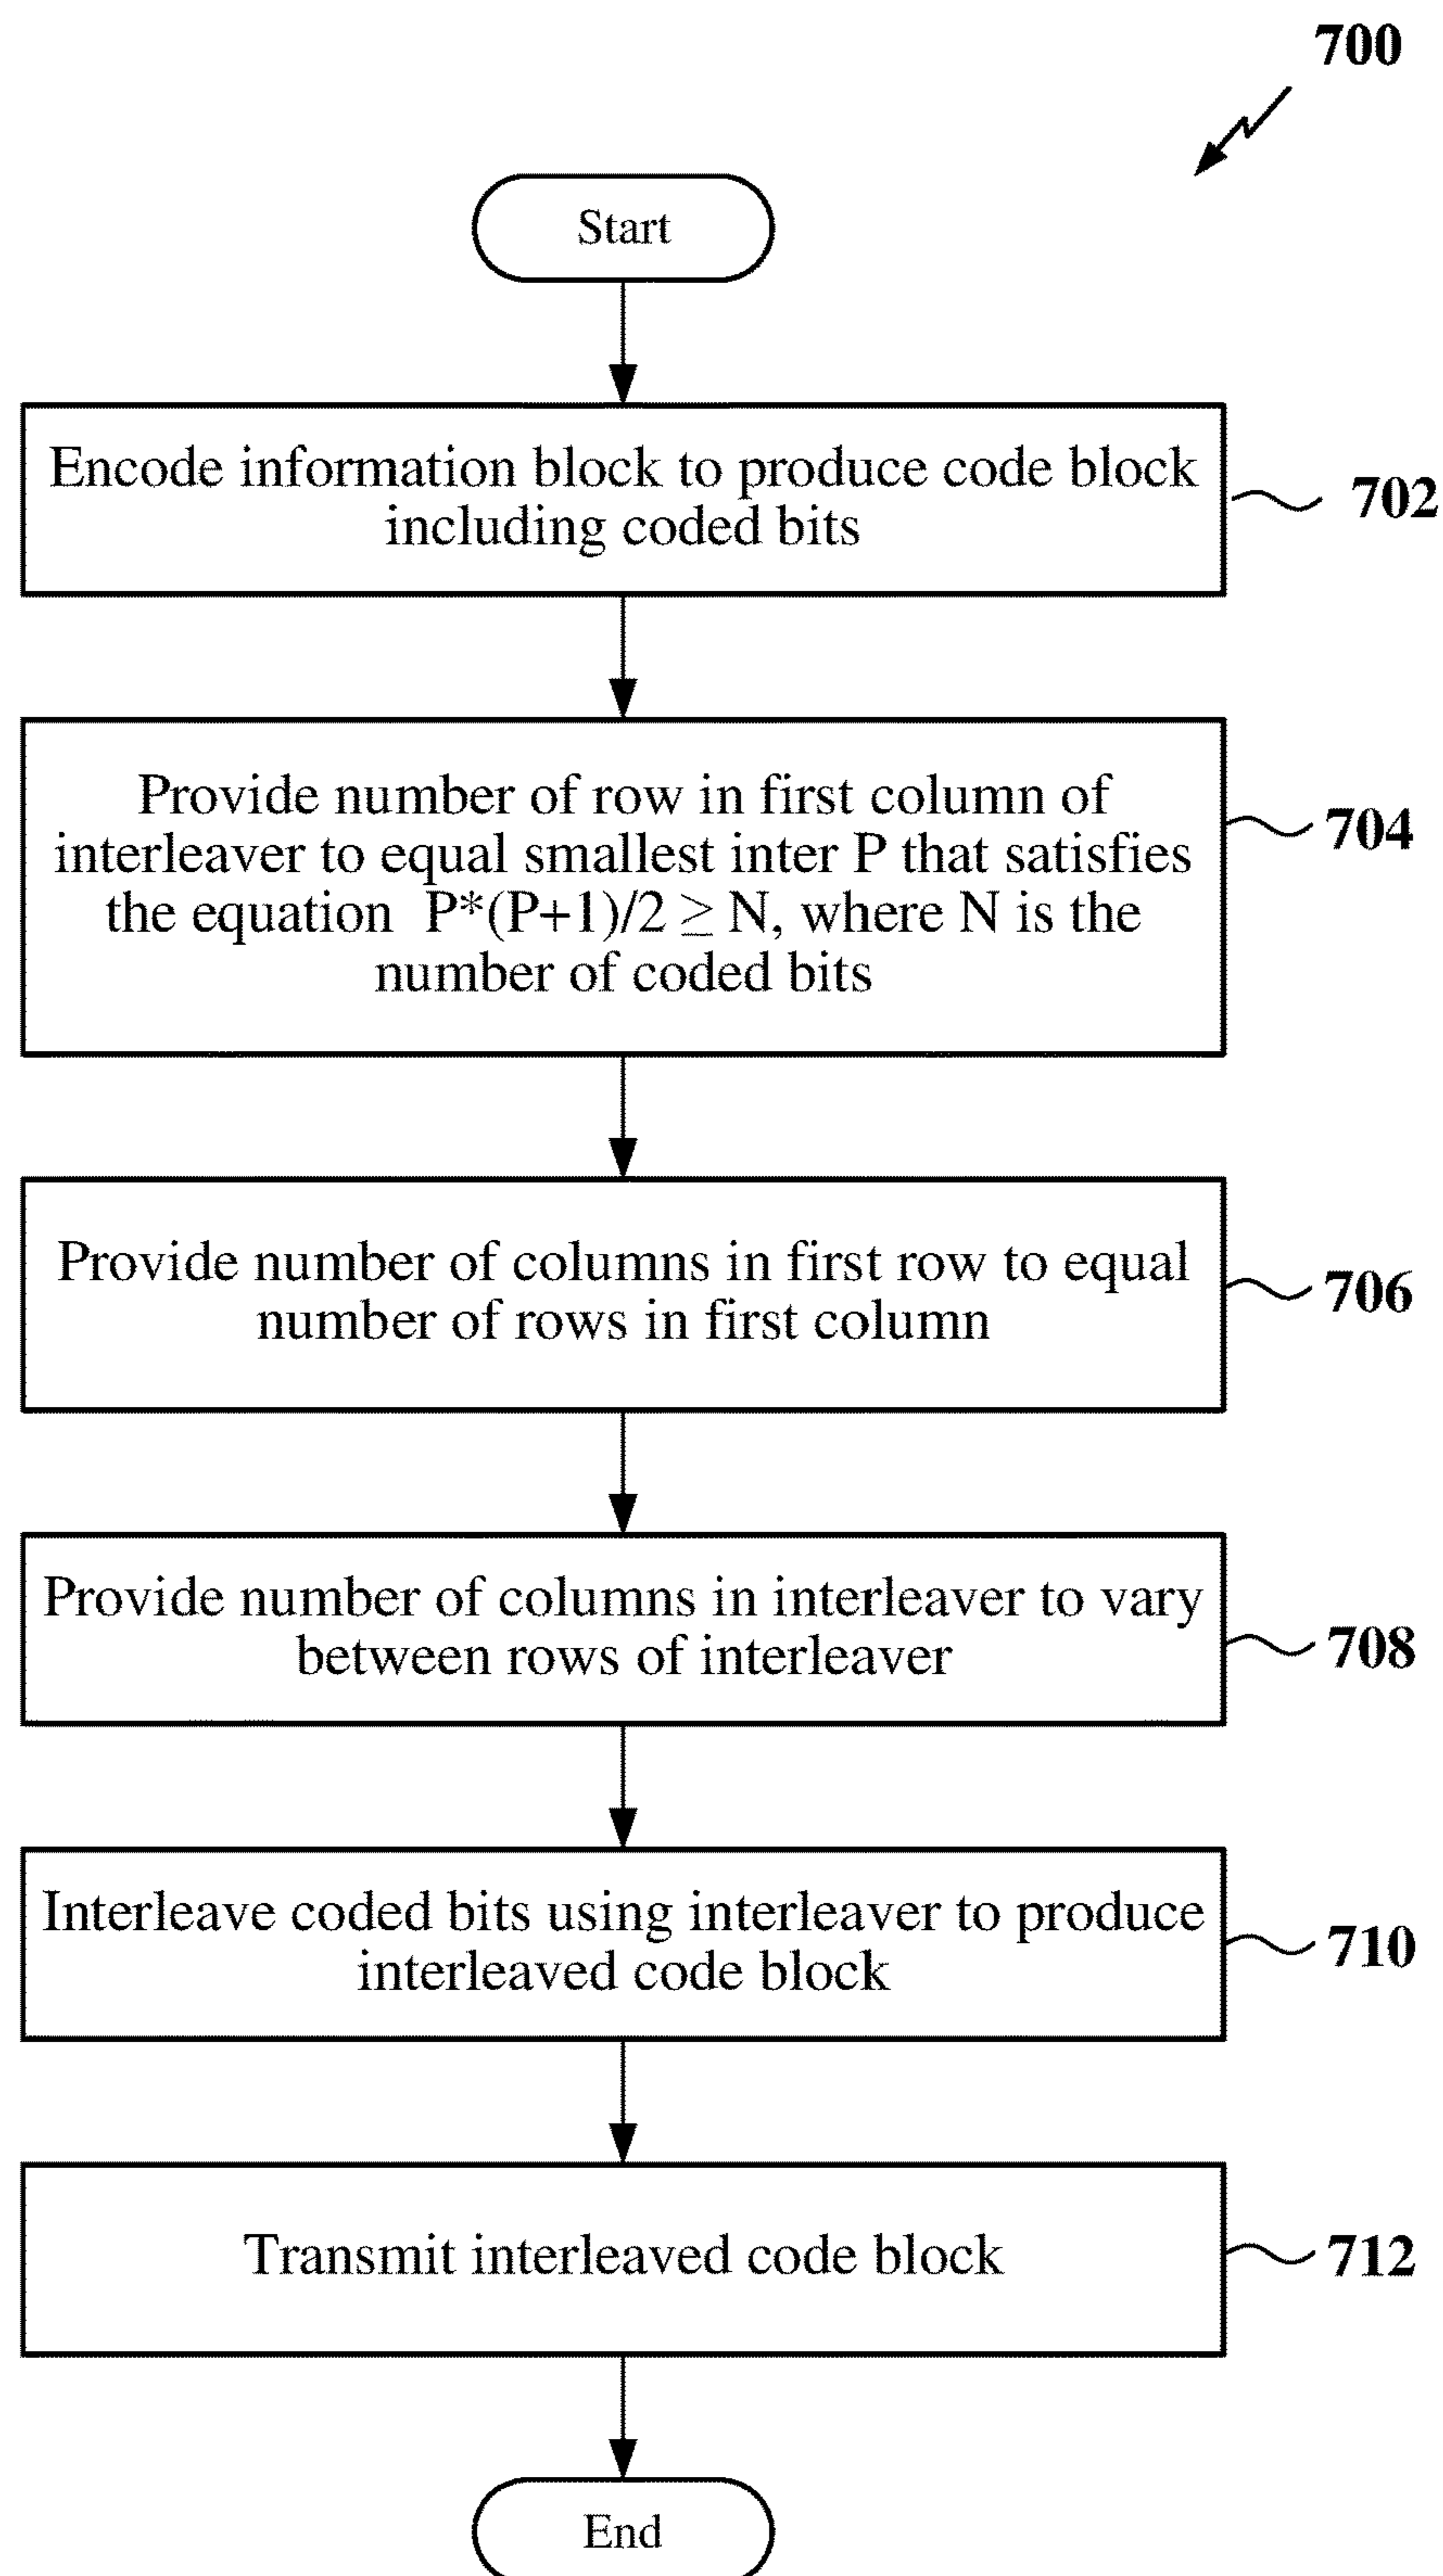 700
Start
Encode information block to produce code block
including coded bits
702
Provide number of row in first column of
interleaver to equal smallest inter P that satisfies
the equation P*(P+1)/2 ≥ N, where N is the
number of coded bits
704
Provide number of columns in first row to equal
number of rows in first column
706
Provide number of columns in interleaver to vary
between rows of interleaver
708
Interleave coded bits using interleaver to produce
interleaved code block
710
Transmit interleaved code block
712
End